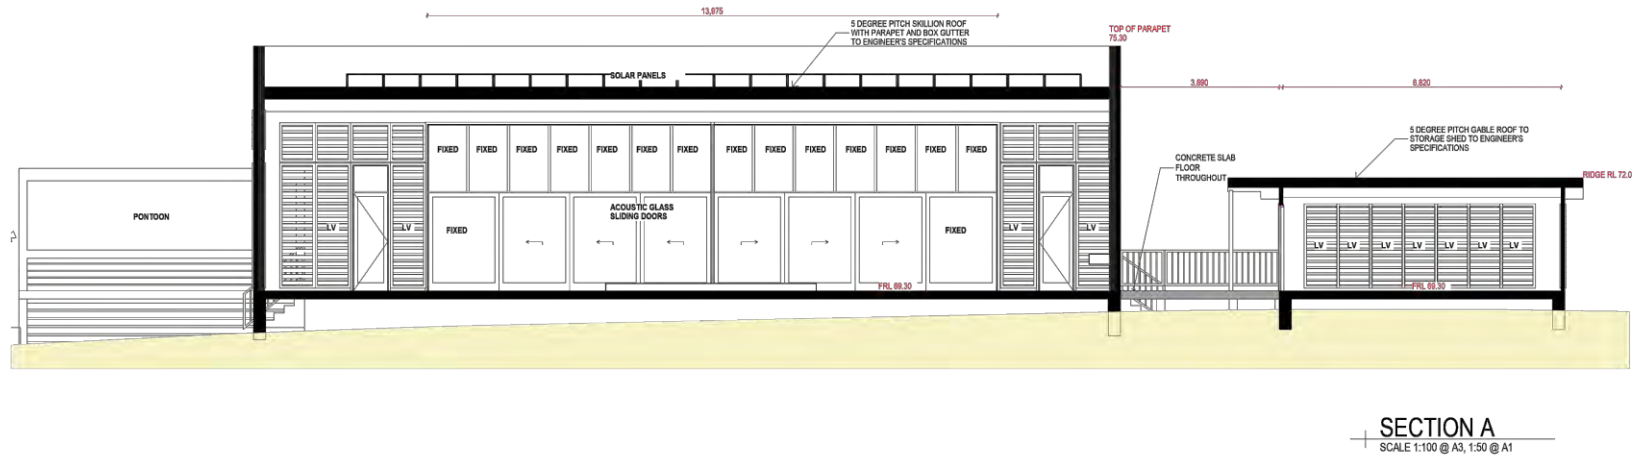 13,975
5 DEGREE PITCH SKILLION ROOF
WITH PARAPET AND BOX GUTTER
TO ENGINEER'S SPECIFICATIONS
TOP OF PARAPET
75.30
SOLAR PANELS
3,690
6,820
5 DEGREE PITCH GABLE ROOF TO
STORAGE SHED TO ENGINEER'S
SPECIFICATIONS
FIXED FIXED FIXED FIXED FIXED FIXED FIXED FIXED FIXED FIXED FIXED FIXED FIXED FIXED
CONCRETE SLAB
FLOOR
THROUGHOUT
RIDGE RL 72.0
PONTOON
ACOUSTIC GLASS
SLIDING DOORS
LV LV FIXED FIXED LV LV
LV LV LV LV LV LV LV
FRL 69.30
FRL 69.30
SECTION A
SCALE 1:100 @ A3, 1:50 @ A1